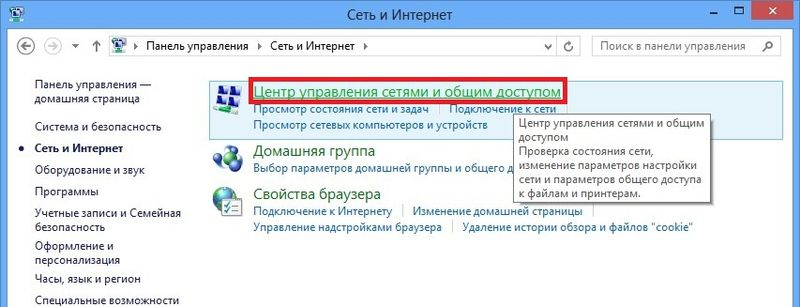 Сеть и Интернет
Панель управления
Сеть и Интернет
Поиск в панели управления
Панель управления —
домашняя страница
Система и безопасность
Сеть и Интернет
Оборудование и звук
Программы
Учетные записи и Семейная
безопасность
Оформление и
персонализация
Часы, язык и регион
Специальные возможности
Центр управления сетями и общим доступом
Просмотр состояния сети и задач
Подключение к сети
Просмотр сетевых компьютеров и устройств
Домашняя группа
Выбор параметров домашней группы и общего д
Свойства браузера
Подключение к Интернету
Изменение домашней страницы
Управление надстройками браузера
Удаление истории обзора и файлов "cookie"
Центр управления сетями и общим
доступом
Проверка состояния сети,
изменение параметров настройки
сети и параметров общего доступа
к файлам и принтерам.